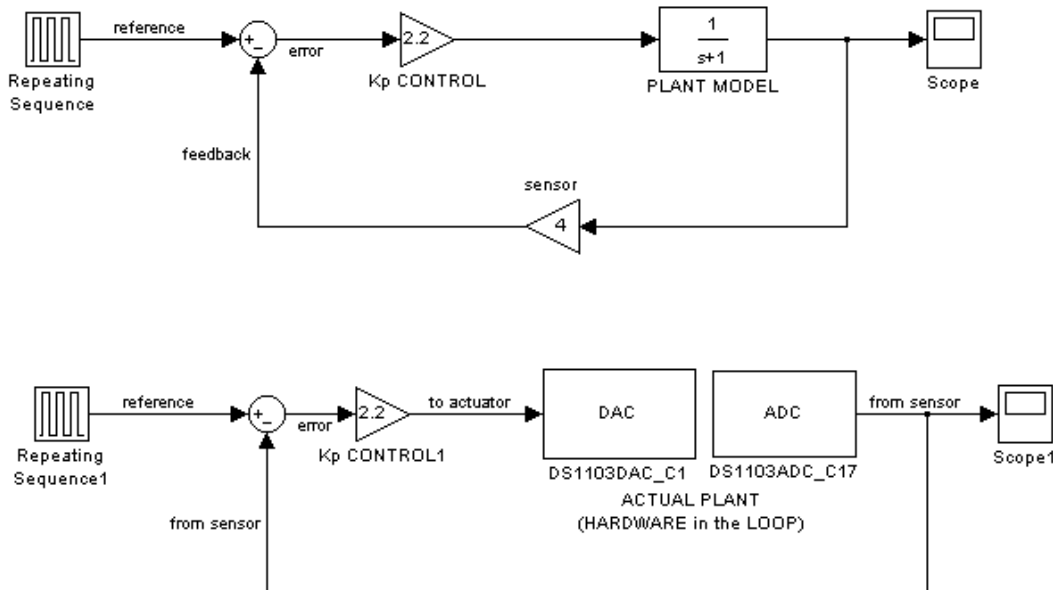 reference
+
−
error
2.2
1
s+1
Repeating
Sequence
Kp CONTROL
PLANT MODEL
Scope
feedback
sensor
4
reference
+
−
error
2.2
to actuator
DAC
ADC
from sensor
Repeating
Sequence1
Kp CONTROL1
DS1103DAC_C1
DS1103ADC_C17
Scope1
ACTUAL PLANT
(HARDWARE in the LOOP)
from sensor